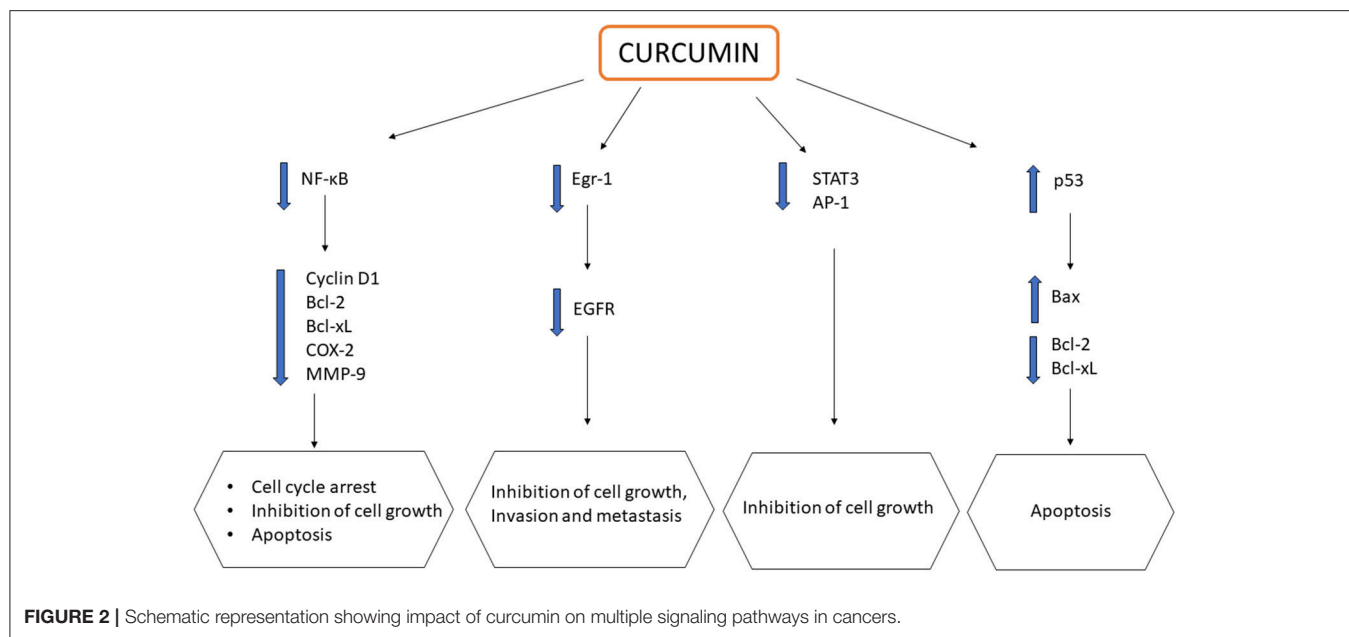 CURCUMIN
NF-κB
Egr-1
STAT3
AP-1
p53
Cyclin D1
Bcl-2
Bcl-xL
COX-2
MMP-9
EGFR
Bax
Bcl-2
Bcl-xL
• Cell cycle arrest
• Inhibition of cell growth
• Apoptosis
Inhibition of cell growth,
Invasion and metastasis
Inhibition of cell growth
Apoptosis
FIGURE 2 | Schematic representation showing impact of curcumin on multiple signaling pathways in cancers.